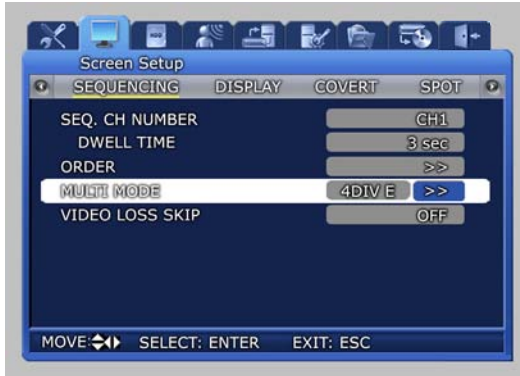 Screen Setup
SEQUENCING DISPLAY COVERT SPOT
SEQ. CH NUMBER CH1
DWELL TIME 3 sec
ORDER >>
MULTI MODE 4DIV E >>
VIDEO LOSS SKIP OFF
MOVE: SELECT: ENTER EXIT: ESC